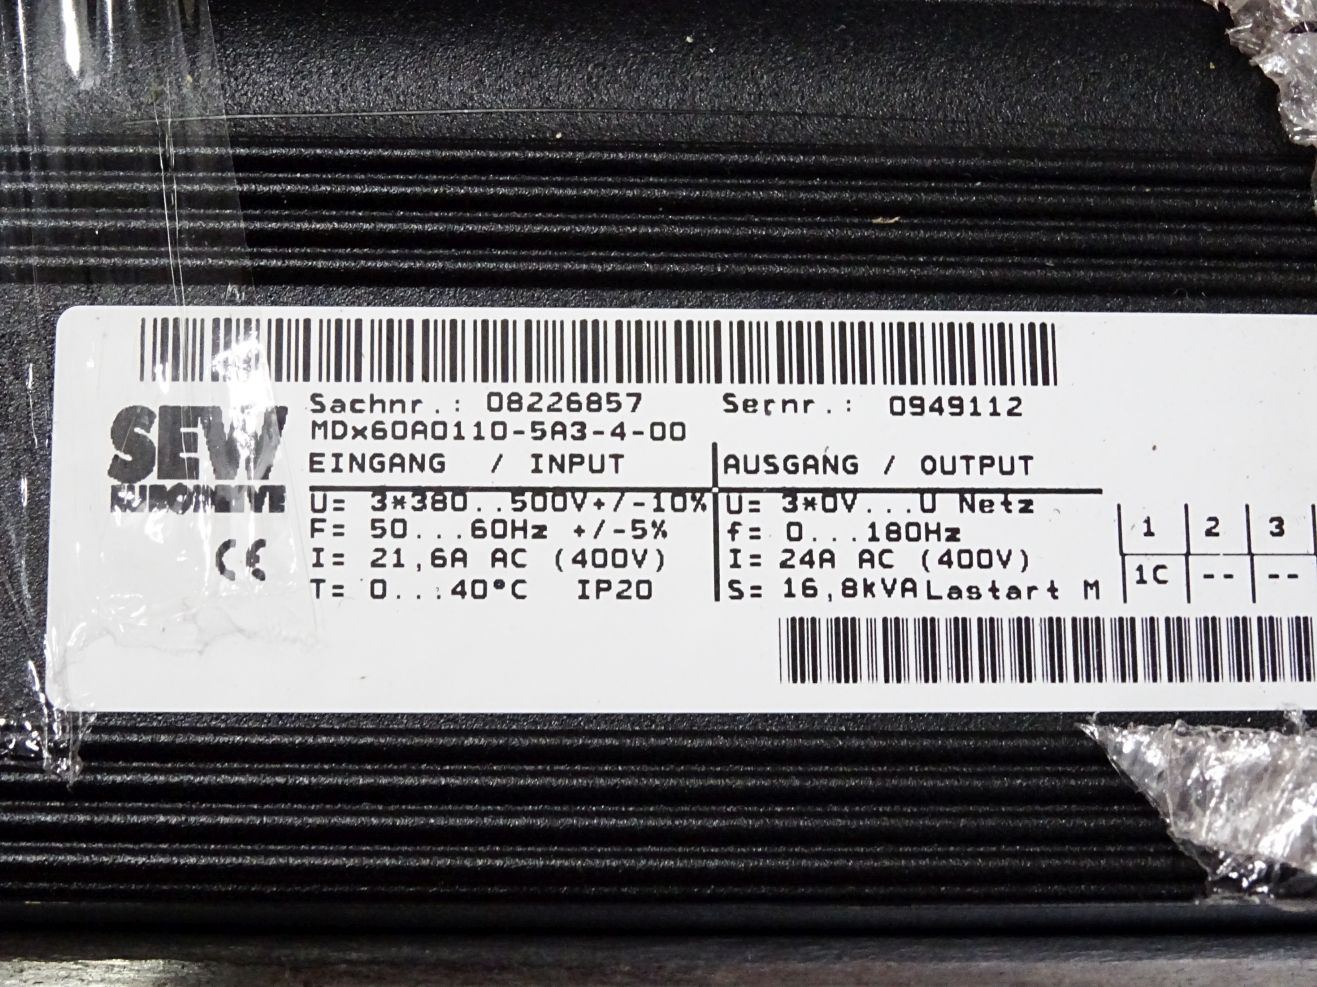 Sachnr.: 08226857 Sernr.: 0949112
MDx60A0110-5A3-4-00
SEW
EURODRIVE
CE
EINGANG / INPUT AUSGANG / OUTPUT
U= 3*380..500V+/-10% U= 3*0V...U Netz
F= 50...60Hz +/-5% f= 0...180Hz
I= 21,6A AC (400V) I= 24A AC (400V)
T= 0...40°C IP20 S= 16,8kVA Lastart M
1 2 3
1C -- --